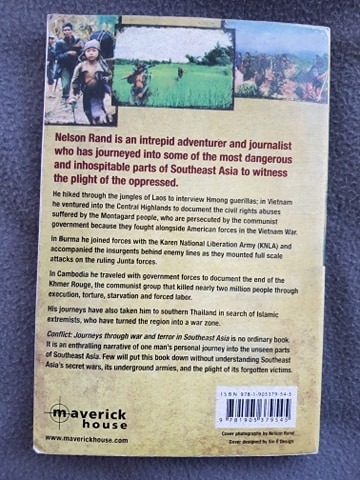 Nelson Rand is an intrepid adventurer and journalist
who has journeyed into some of the most dangerous
and inhospitable parts of Southeast Asia to witness
the plight of the oppressed.
He hiked through the jungles of Laos to interview Hmong guerillas; in Vietnam
he ventured into the Central Highlands to document the civil rights abuses
suffered by the Montagard people, who are persecuted by the communist
government because they fought alongside American forces in the Vietnam War.
In Burma he joined forces with the Karen National Liberation Army (KNLA) and
accompanied the insurgents behind enemy lines as they mounted full scale
attacks on the ruling Junta forces.
In Cambodia he traveled with government forces to document the end of the
Khmer Rouge, the communist group that killed nearly two million people through
execution, torture, starvation and forced labor.
His journeys have also taken him to southern Thailand in search of Islamic
extremists, who have turned the region into a war zone.
Conflict: Journeys through war and terror in Southeast Asia is no ordinary book.
It is an enthralling narrative of one man's personal journey into the unseen parts
of Southeast Asia. Few will put this book down without understanding Southeast
Asia's secret wars, its underground armies, and the plight of its forgotten victims.
ISBN 978-1-905379-54-5
9 781905 379545
maverick
house
www.maverickhouse.com
Cover photographs by Nelson Rand
Cover designed by Sin É Design